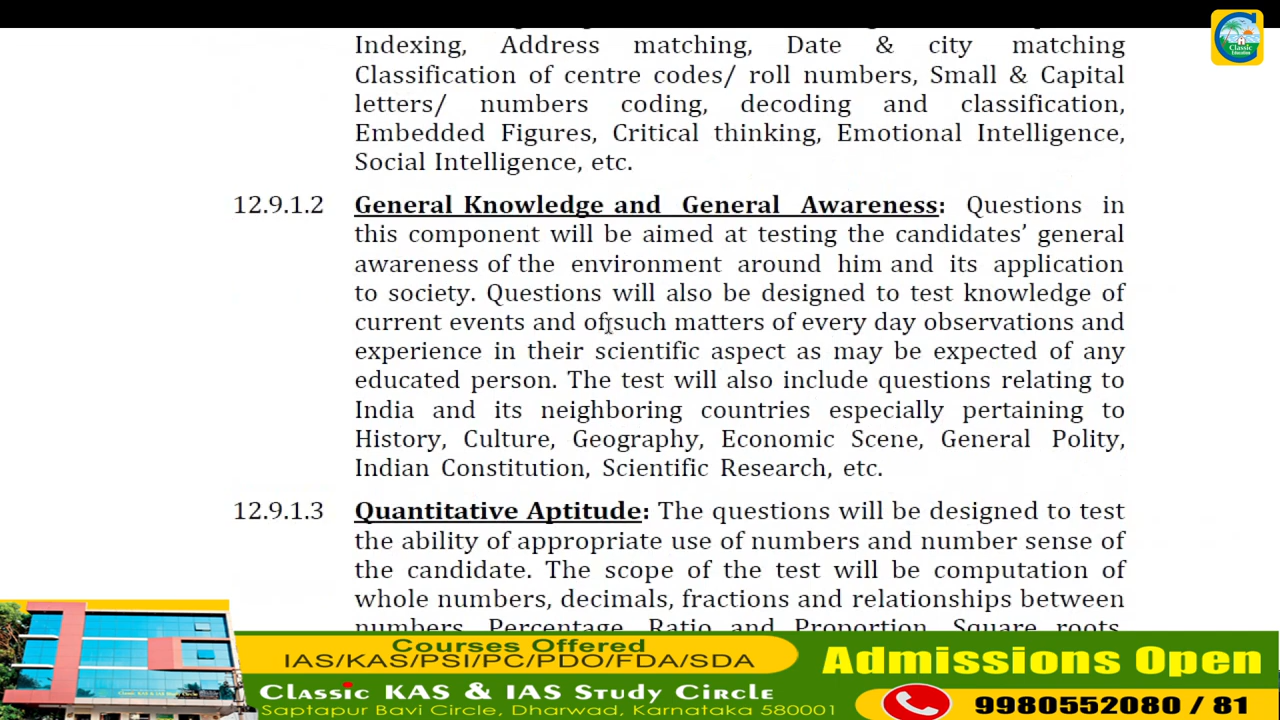 Indexing, Address matching, Date & city matching
Classification of centre codes/ roll numbers, Small & Capital
letters/ numbers coding, decoding and classification,
Embedded Figures, Critical thinking, Emotional Intelligence,
Social Intelligence, etc.
12.9.1.2 General Knowledge and General Awareness: Questions in
this component will be aimed at testing the candidates’ general
awareness of the environment around him and its application
to society. Questions will also be designed to test knowledge of
current events and of such matters of every day observations and
experience in their scientific aspect as may be expected of any
educated person. The test will also include questions relating to
India and its neighboring countries especially pertaining to
History, Culture, Geography, Economic Scene, General Polity,
Indian Constitution, Scientific Research, etc.
12.9.1.3 Quantitative Aptitude: The questions will be designed to test
the ability of appropriate use of numbers and number sense of
the candidate. The scope of the test will be computation of
whole numbers, decimals, fractions and relationships between
numbers, Percentage, Ratio and Proportion, Square roots,
Classic
Education
Courses Offered
IAS/KAS/PSI/PC/PDO/FDA/SDA
Classic KAS & IAS Study Circle
Saptapur Bavi Circle, Dharwad, Karnataka 580001
Admissions Open
9980552080 / 81